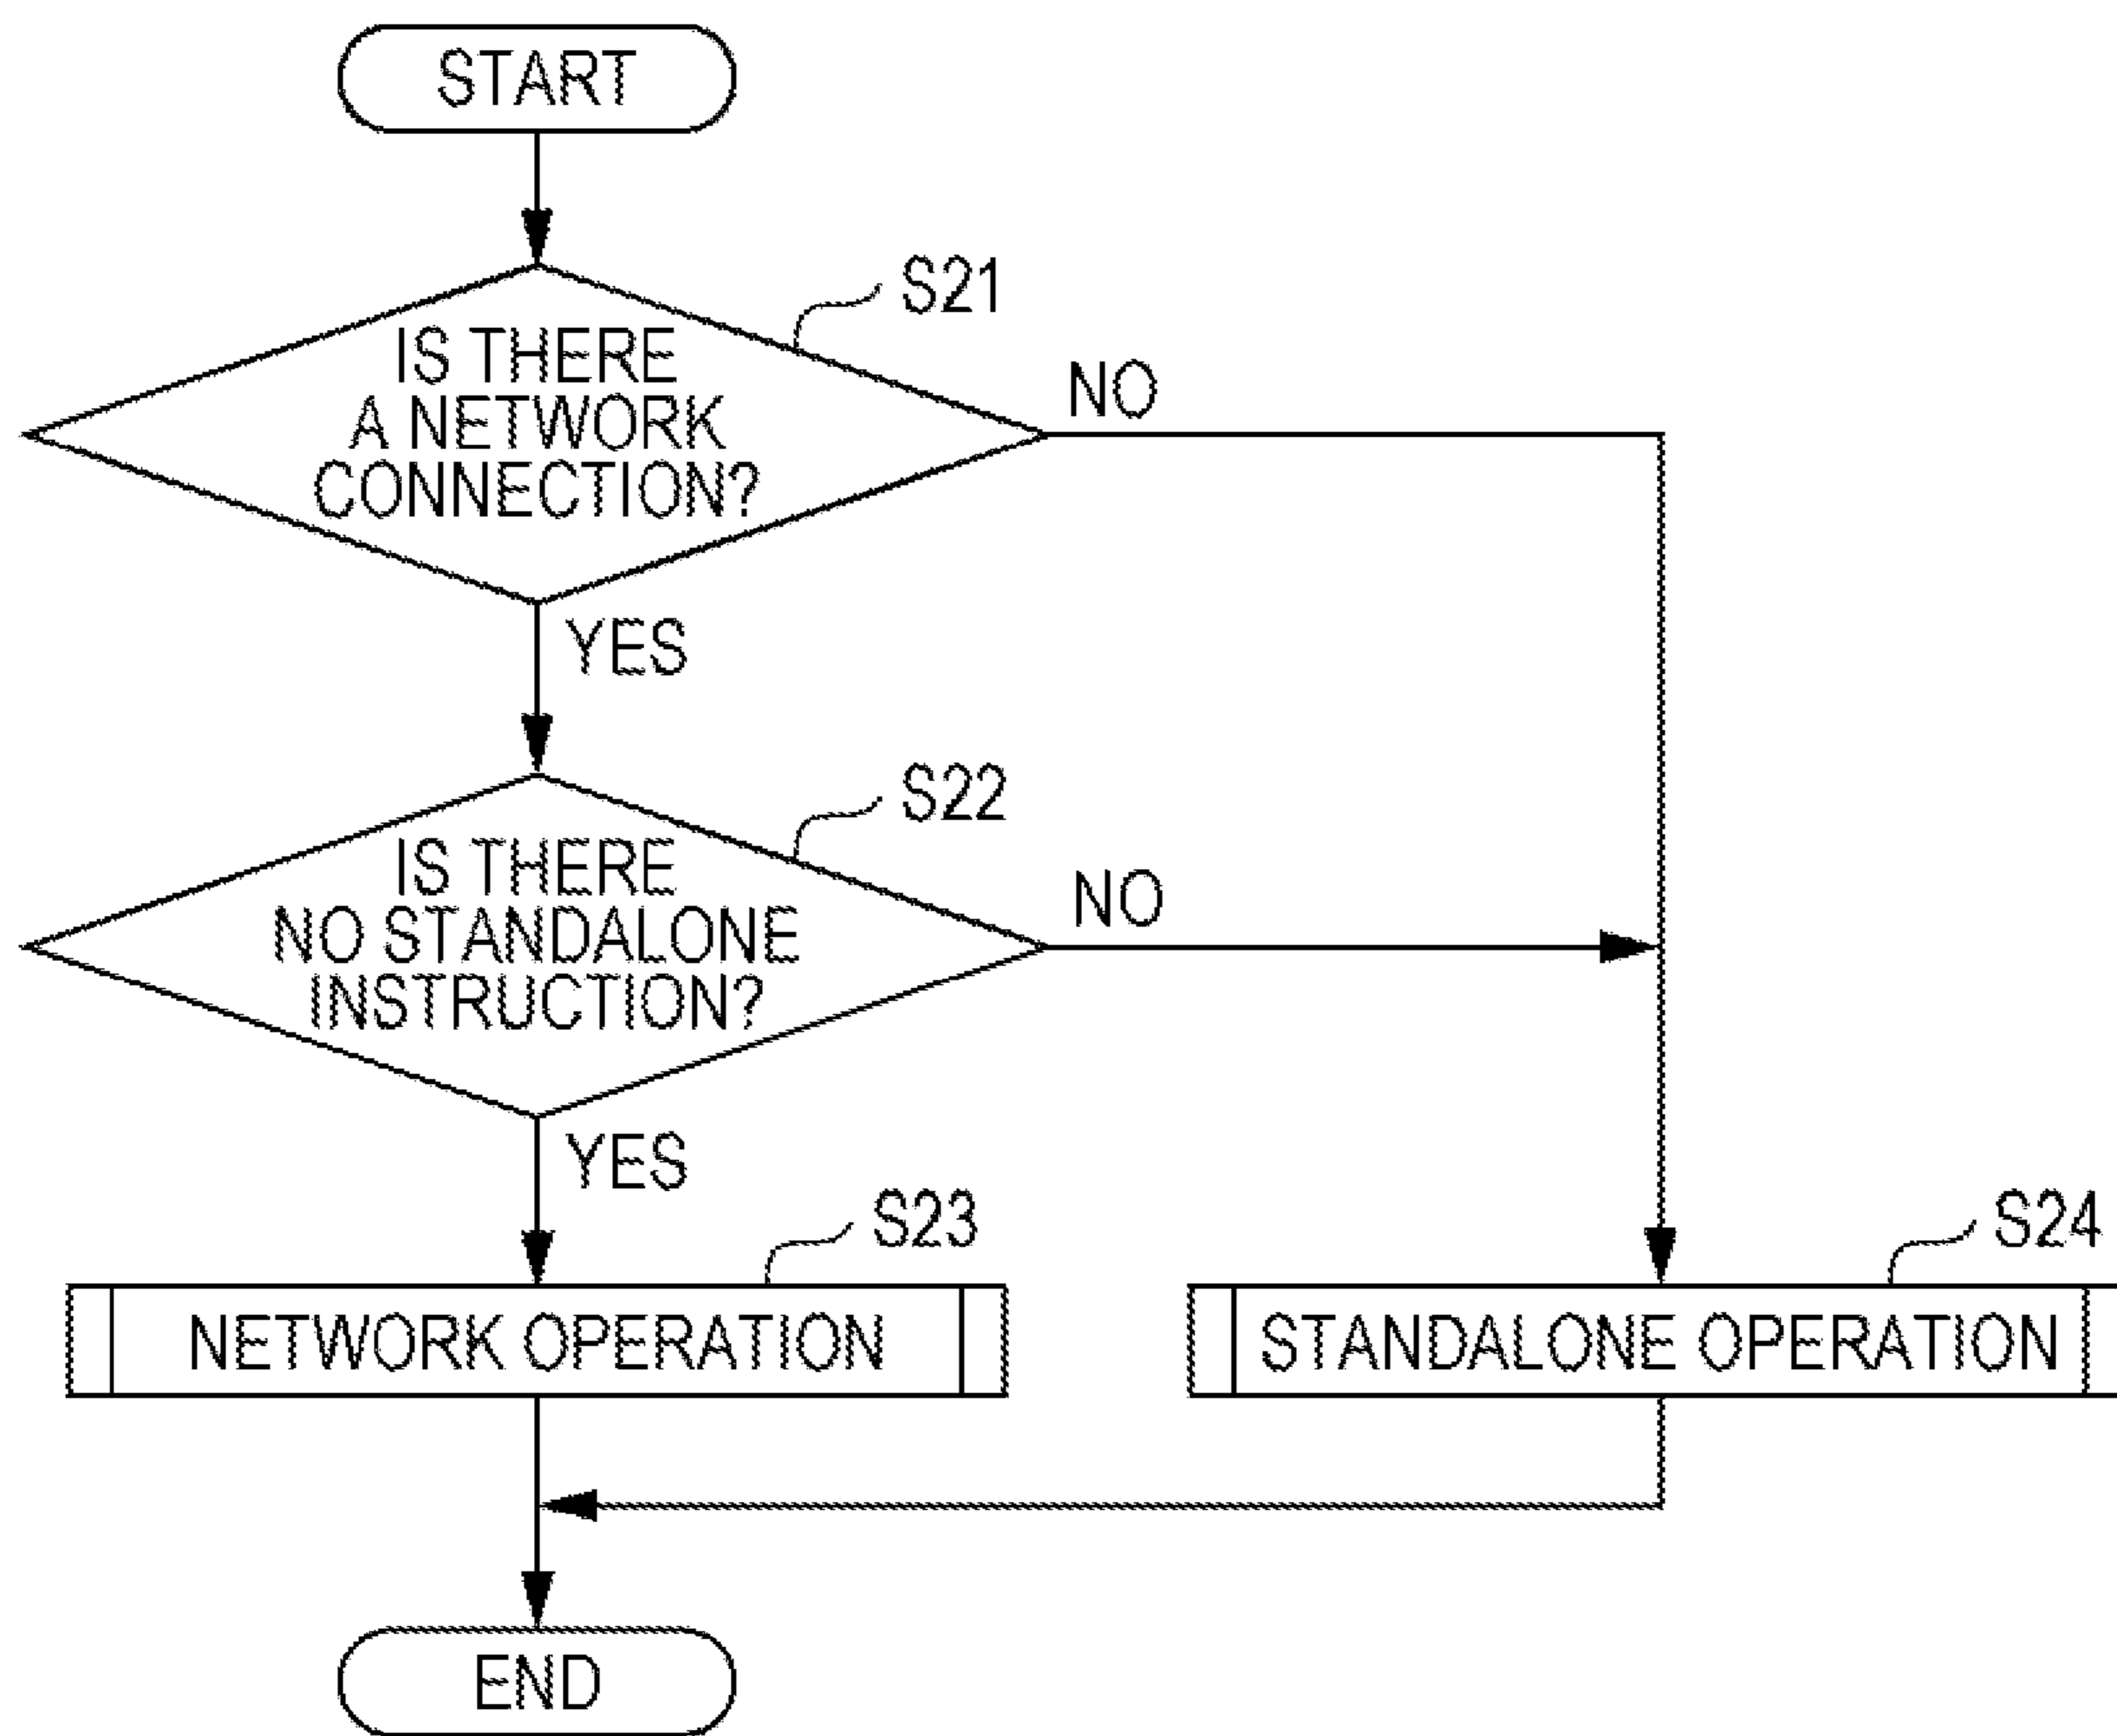 START
S21
IS THERE
A NETWORK
CONNECTION?
NO
YES
S22
IS THERE
NO STANDALONE
INSTRUCTION?
NO
YES
S23
S24
NETWORK OPERATION
STANDALONE OPERATION
END